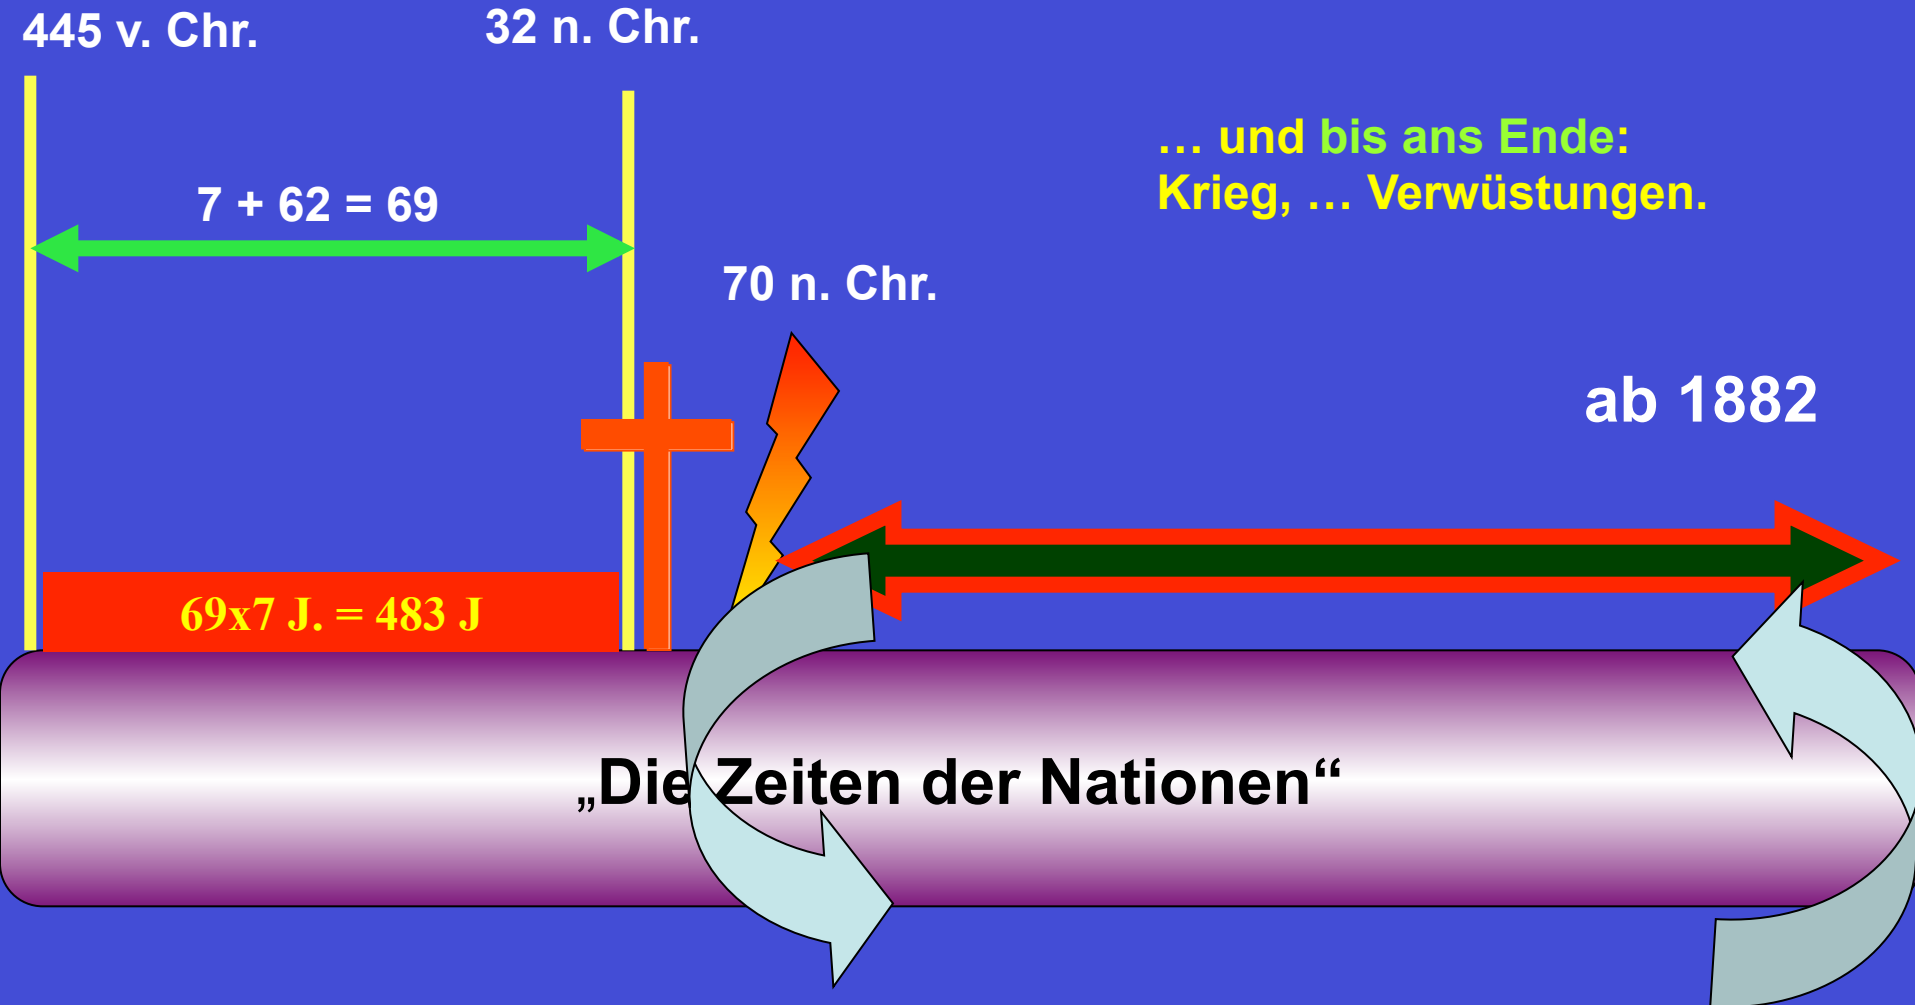 445 v. Chr.
32 n. Chr.
… und bis ans Ende:
Krieg, … Verwüstungen.
7 + 62 = 69
70 n. Chr.
ab 1882
69x7 J. = 483 J
„Die Zeiten der Nationen“